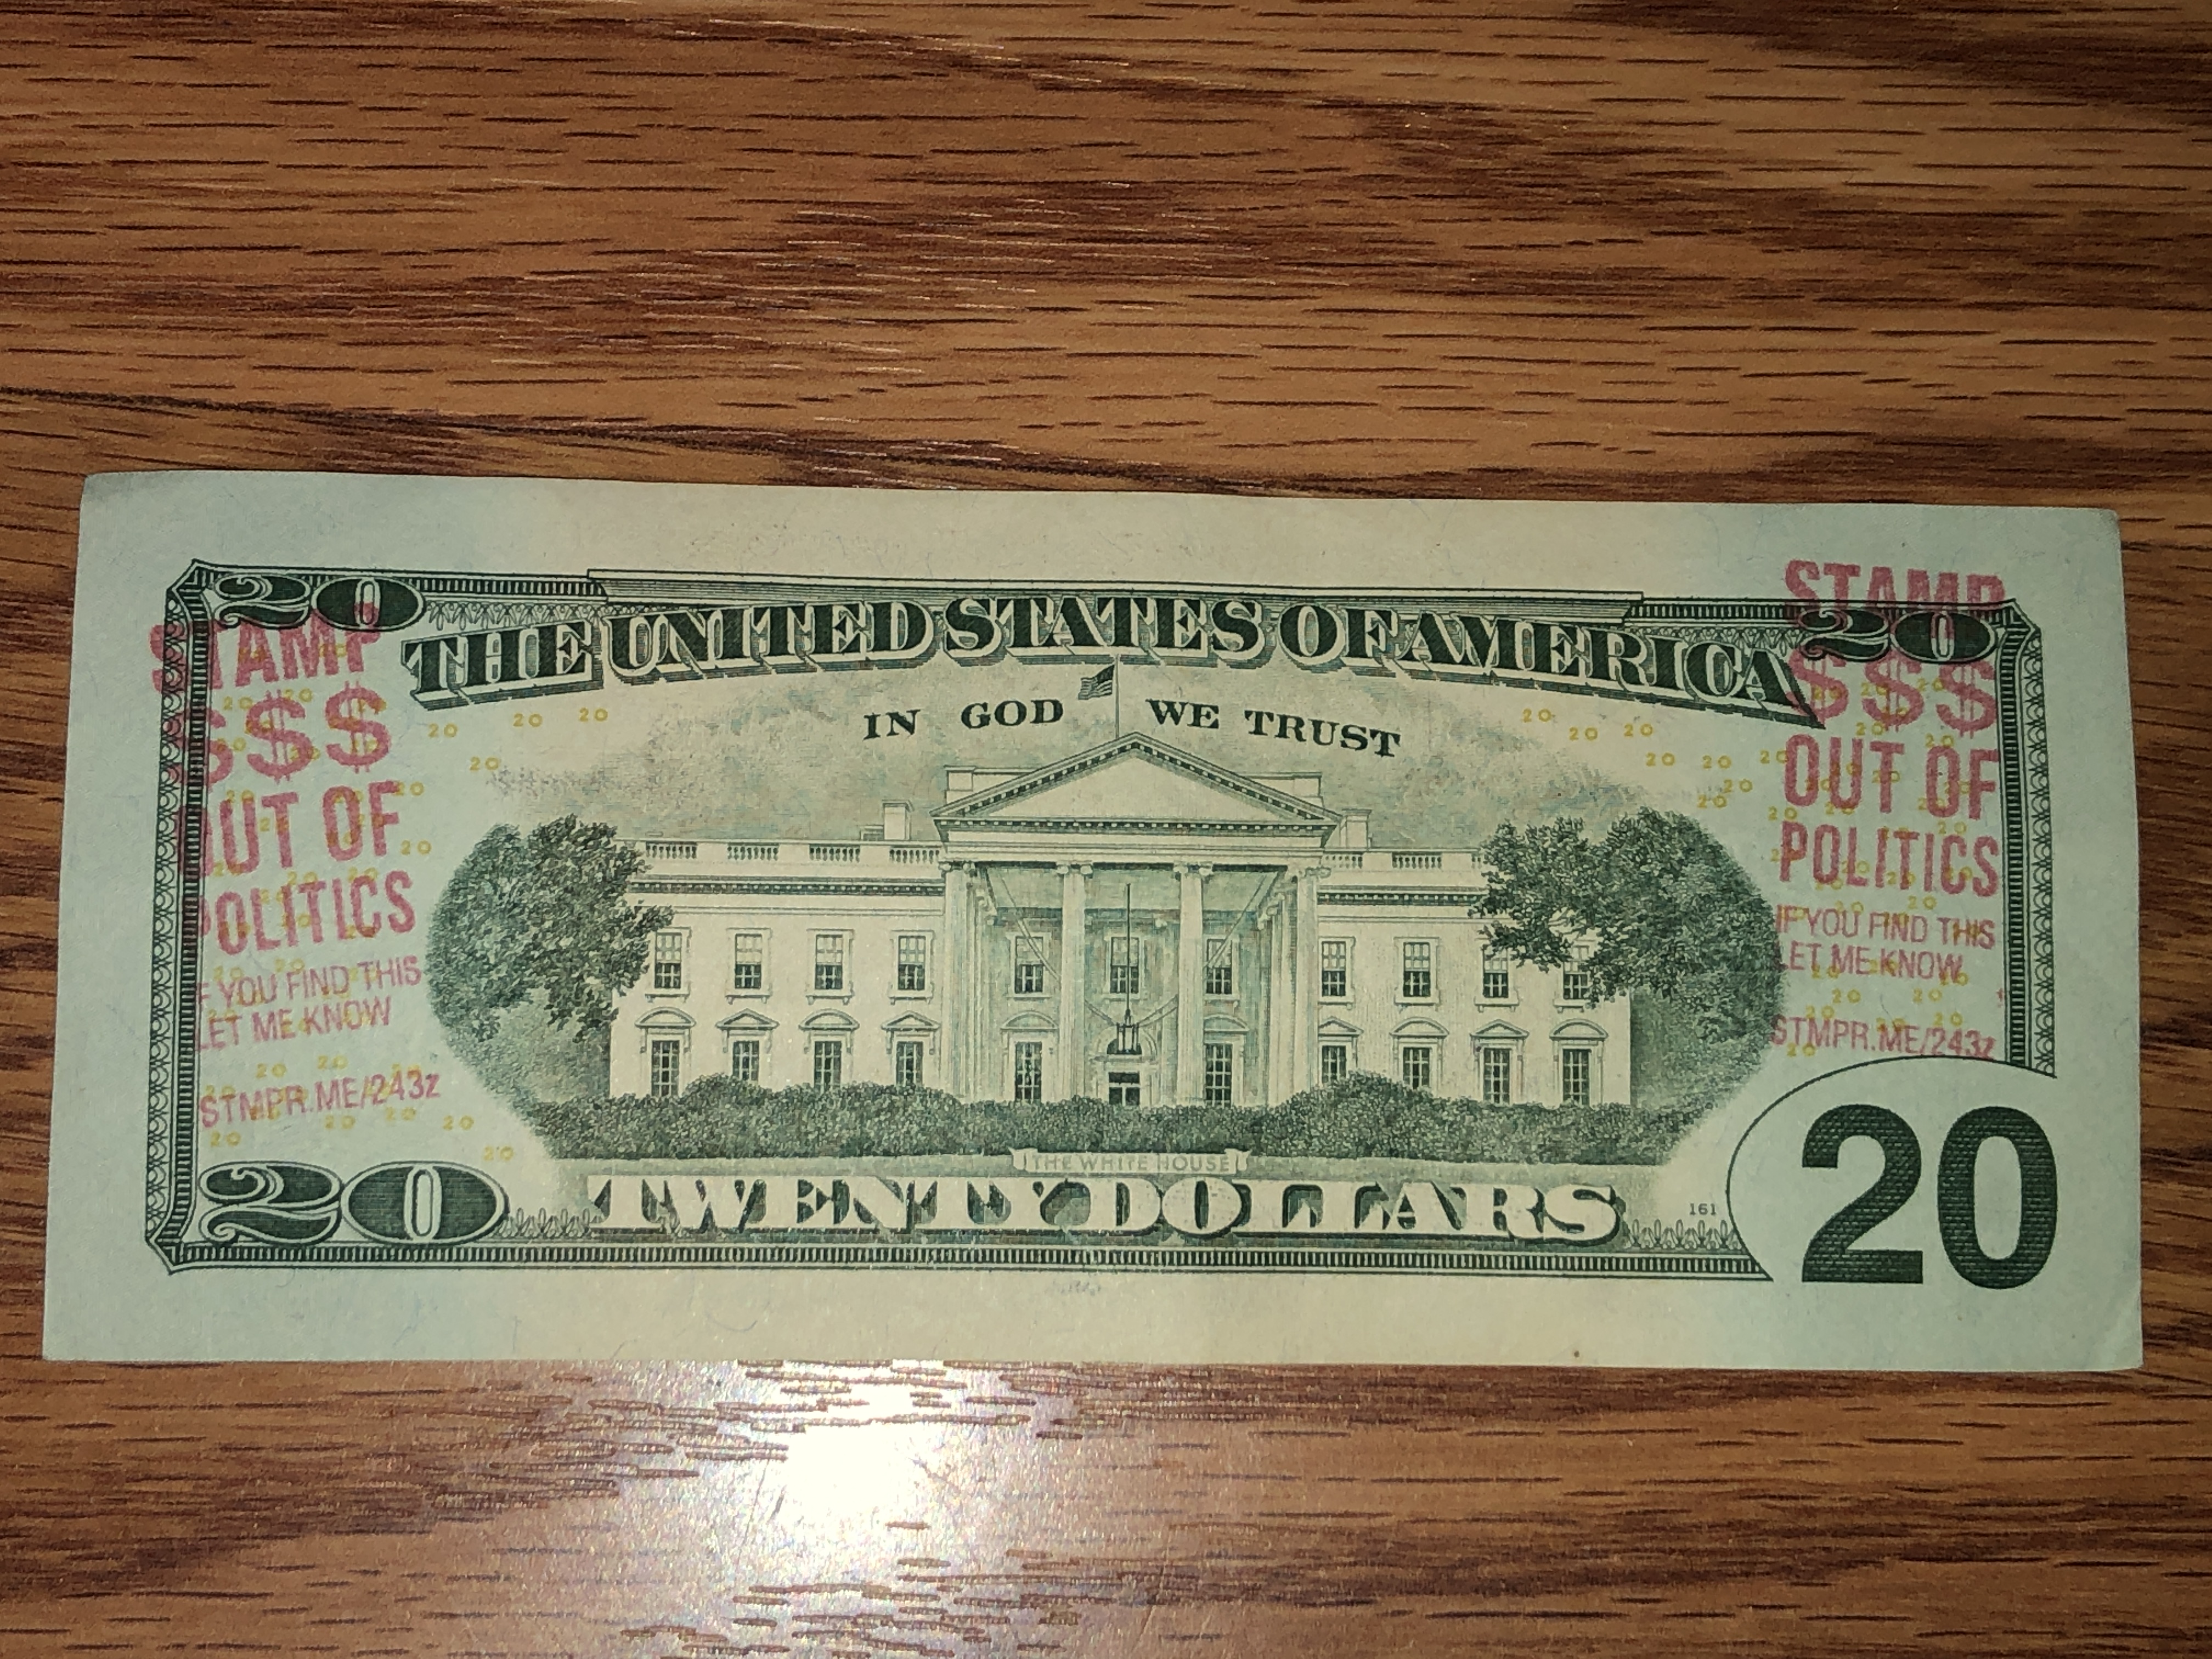 20
THE UNITED STATES OF AMERICA
20
IN GOD WE TRUST
STAMP
$$$
OUT OF
POLITICS
IF YOU FIND THIS
LET ME KNOW
STMPR.ME/243z
STAMP
$$$
OUT OF
POLITICS
IF YOU FIND THIS
LET ME KNOW
STMPR.ME/243z
THE WHITE HOUSE
20
TWENTY DOLLARS
161
20